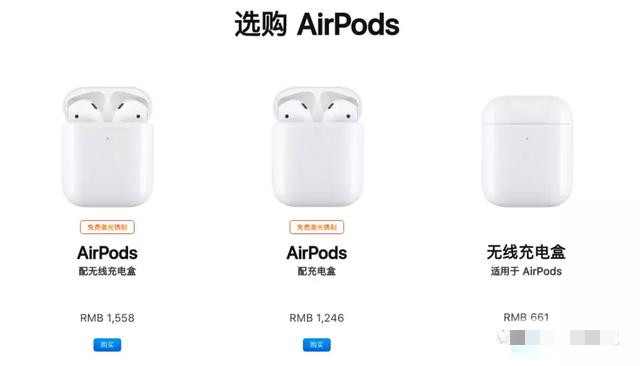 选购 AirPods
免费激光镌刻
AirPods
配无线充电盒
RMB 1,558
购买
免费激光镌刻
AirPods
配充电盒
RMB 1,246
购买
无线充电盒
适用于 AirPods
RMB 661